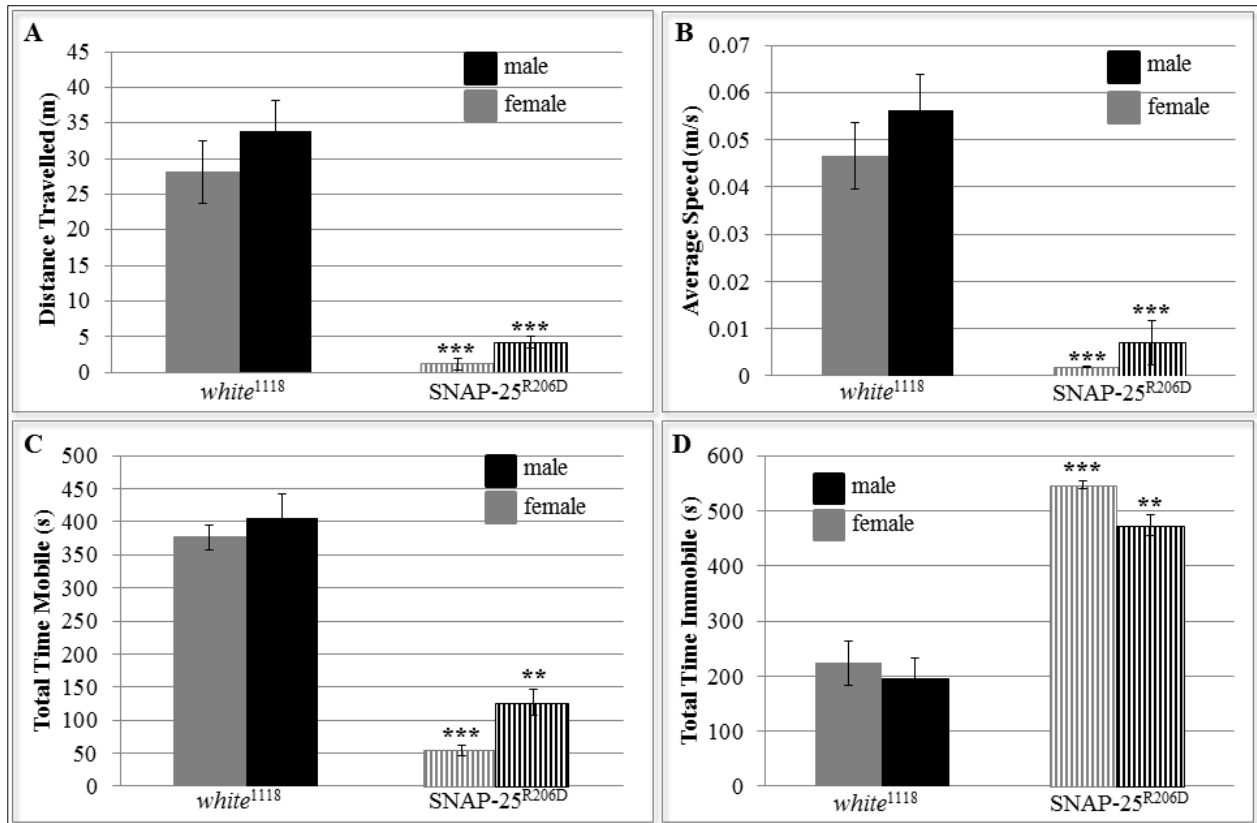 A
Distance Travelled (m)
45
40
35
30
25
20
15
10
5
0
male
female
***
***
white1118
SNAP-25R206D
B
Average Speed (m/s)
0.07
0.06
0.05
0.04
0.03
0.02
0.01
0
male
female
***
***
white1118
SNAP-25R206D
C
Total Time Mobile (s)
500
450
400
350
300
250
200
150
100
50
0
male
female
***
**
white1118
SNAP-25R206D
D
Total Time Immobile (s)
600
500
400
300
200
100
0
male
female
***
**
white1118
SNAP-25R206D